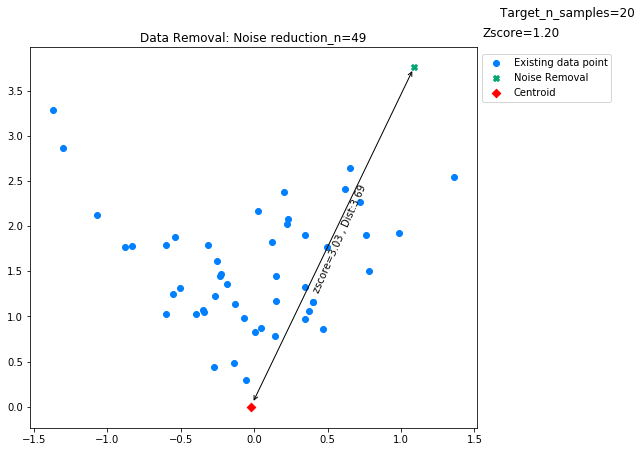 Target_n_samples=20
Zscore=1.20
Data Removal: Noise reduction_n=49
Existing data point
Noise Removal
Centroid
zscore=3.03 , Dist:3.69
3.5
3.0
2.5
2.0
1.5
1.0
0.5
0.0
−1.5 −1.0 −0.5 0.0 0.5 1.0 1.5